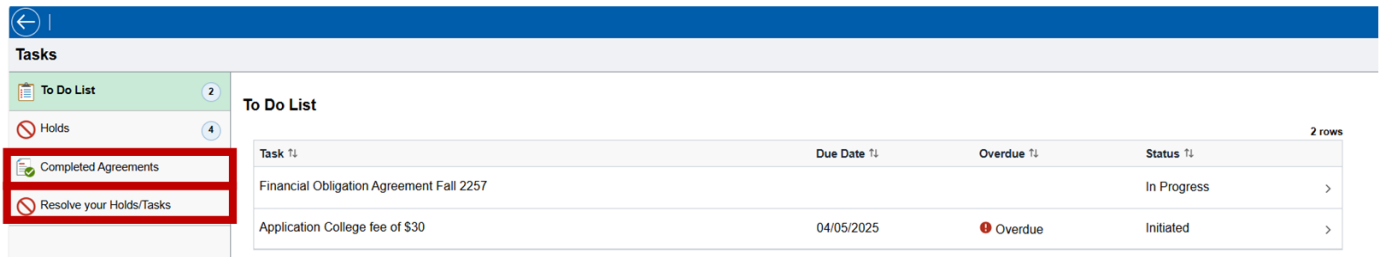 Tasks
To Do List 2
Holds 4
Completed Agreements
Resolve your Holds/Tasks
To Do List
2 rows
Task Due Date Overdue Status
Financial Obligation Agreement Fall 2257 In Progress
Application College fee of $30 04/05/2025 Overdue Initiated